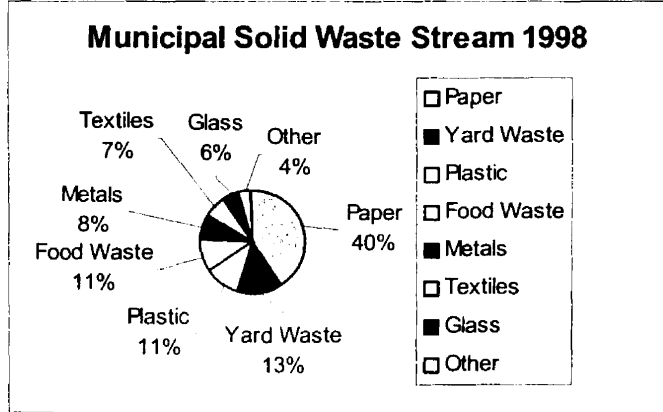 Municipal Solid Waste Stream 1998
Textiles
7%
Glass
6%
Other
4%
Metals
8%
Paper
40%
Food Waste
11%
Plastic
11%
Yard Waste
13%
Paper
Yard Waste
Plastic
Food Waste
Metals
Textiles
Glass
Other